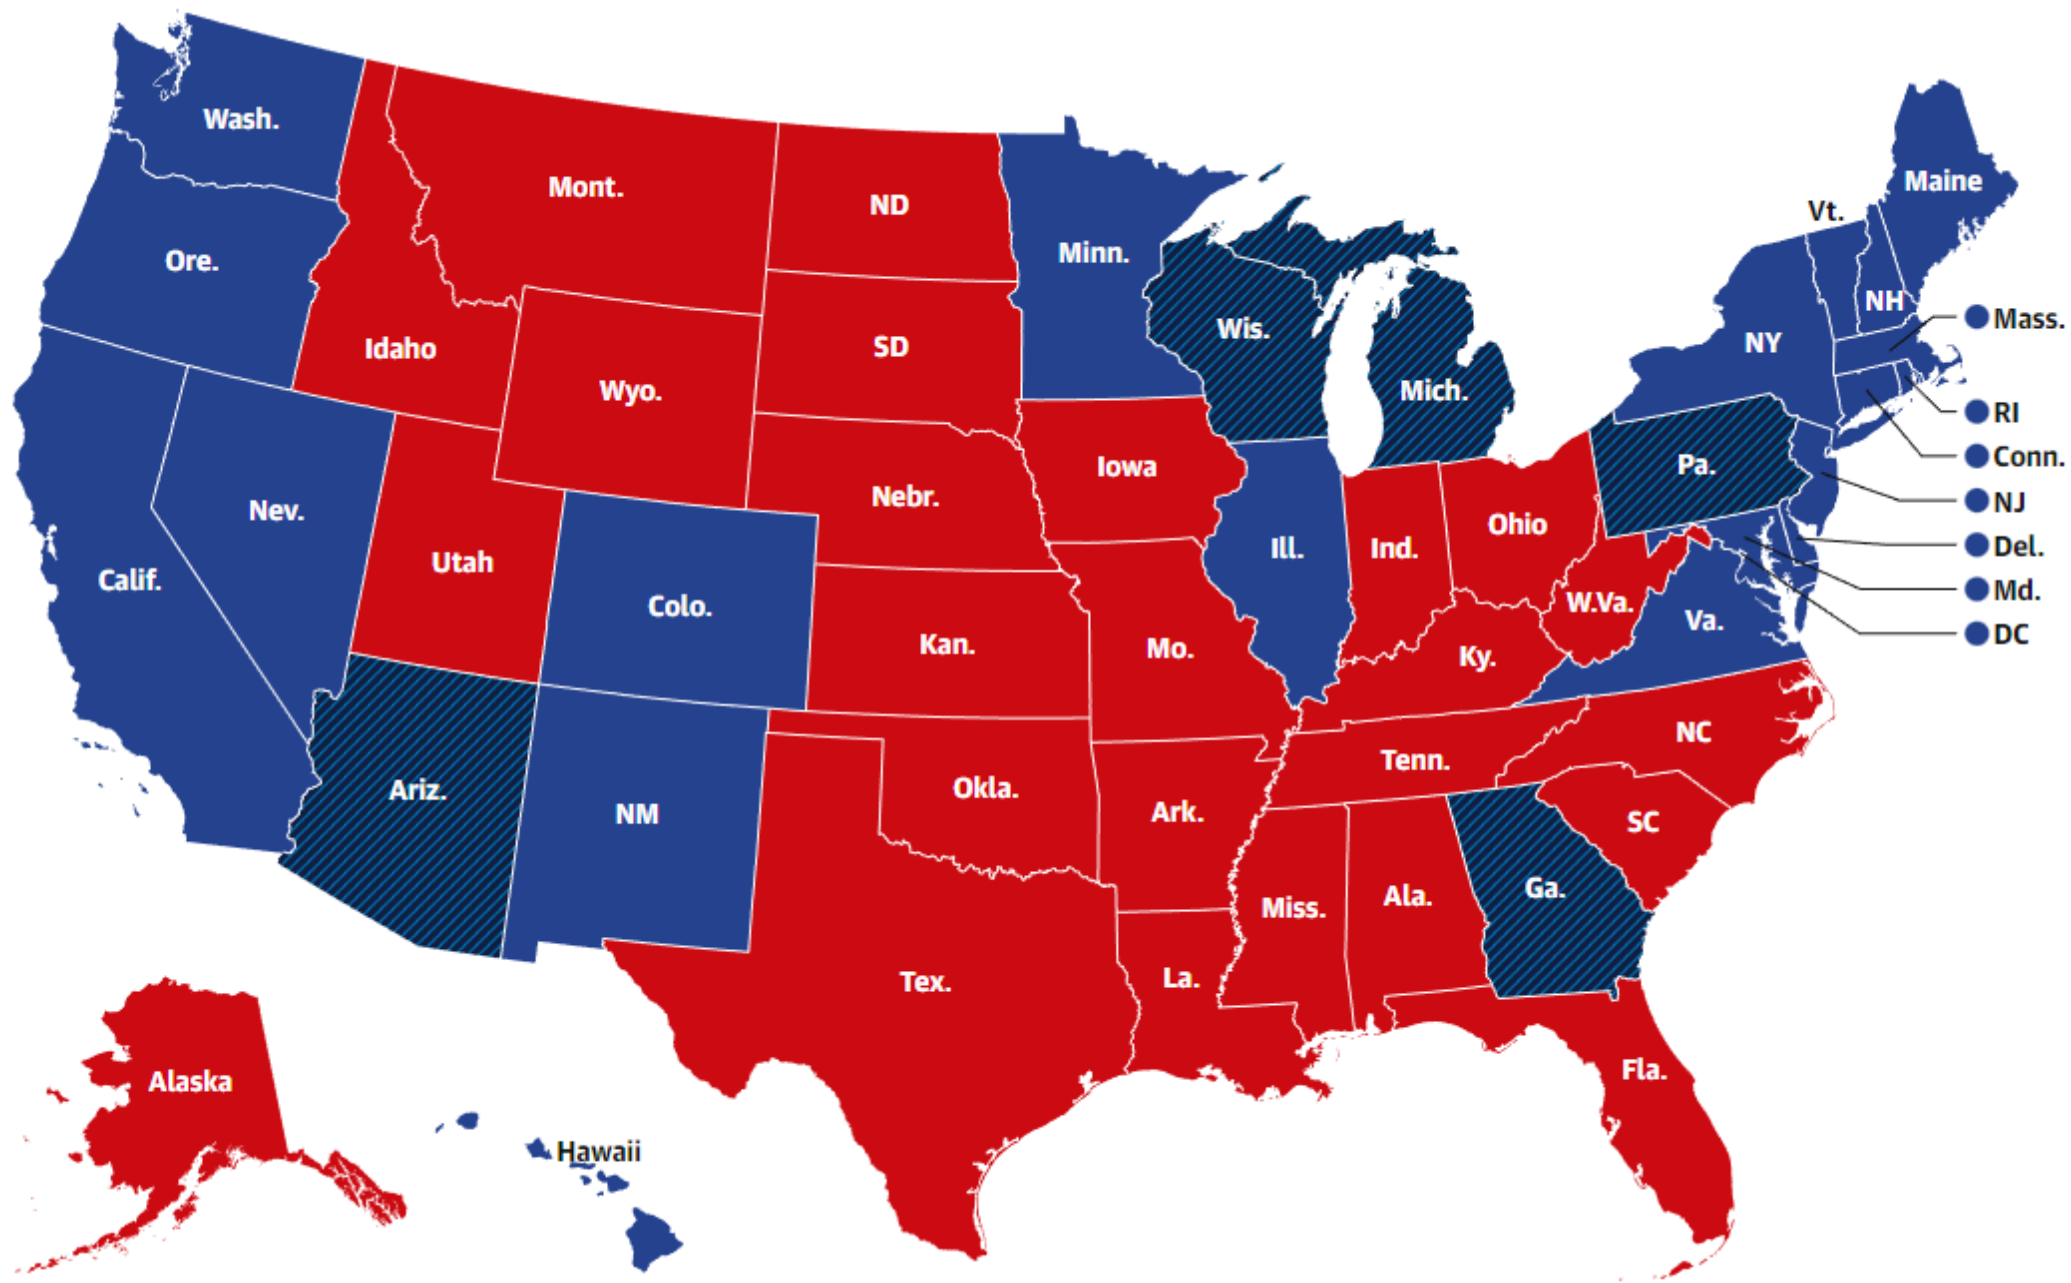 Wash.
Mont.
ND
Minn.
Maine
Vt.
Ore.
Idaho
Wyo.
SD
Wis.
Mich.
NY
NH
Mass.
RI
Conn.
NJ
Del.
Md.
DC
Nev.
Utah
Colo.
Nebr.
Iowa
Ill.
Ind.
Ohio
Pa.
Calif.
Kan.
Mo.
Ky.
W.Va.
Va.
Ariz.
NM
Okla.
Ark.
Tenn.
NC
SC
Tex.
La.
Miss.
Ala.
Ga.
Fla.
Alaska
Hawaii